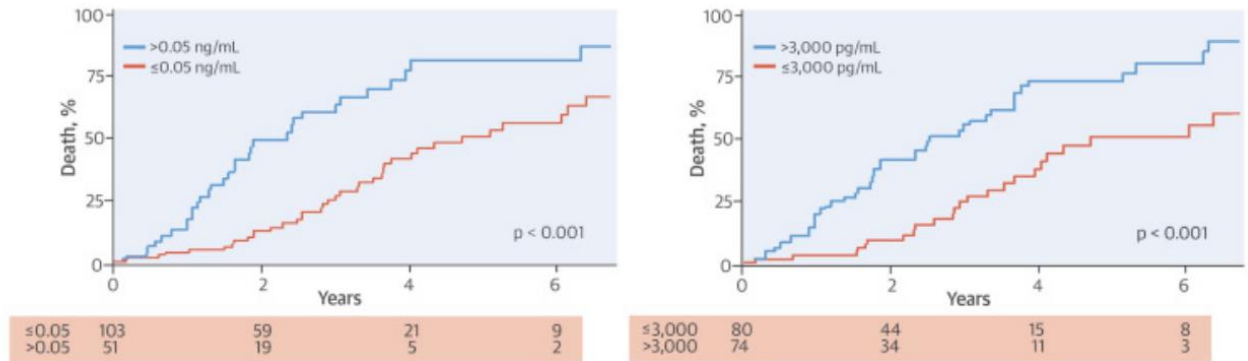 100
75
50
25
0
Death, %
>0.05 ng/mL
≤0.05 ng/mL
p < 0.001
0 2 4 6
Years
≤0.05 103 59 21 9
>0.05 51 19 5 2
100
75
50
25
0
Death, %
>3,000 pg/mL
≤3,000 pg/mL
p < 0.001
0 2 4 6
Years
≤3,000 80 44 15 8
>3,000 74 34 11 3